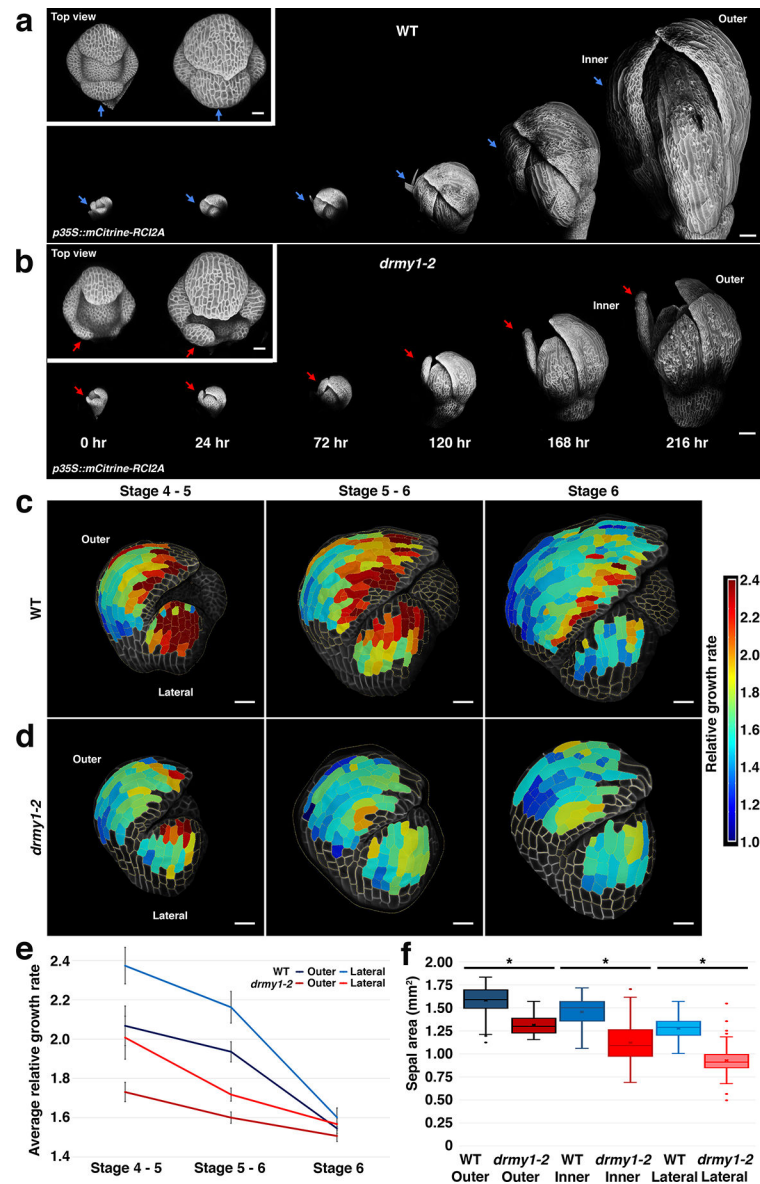 a
Top view
WT
Outer
Inner
p35S::mCitrine-RCI2A
b
Top view
drmy1-2
Outer
Inner
0 hr 24 hr 72 hr 120 hr 168 hr 216 hr
p35S::mCitrine-RCI2A
Stage 4 - 5 Stage 5 - 6 Stage 6
c
Outer
WT
Lateral
d
Outer
drmy1-2
Lateral
Relative growth rate
2.4
2.2
2.0
1.8
1.6
1.4
1.2
1.0
e
WT Outer Lateral
drmy1-2 Outer Lateral
Average relative growth rate
2.4
2.2
2.0
1.8
1.6
1.4
Stage 4 - 5 Stage 5 - 6 Stage 6
f
* * *
Sepal area (mm²)
2.00
1.75
1.50
1.25
1.00
0.75
0.50
0.25
0
WT drmy1-2 WT drmy1-2 WT drmy1-2
Outer Outer Inner Inner Lateral Lateral